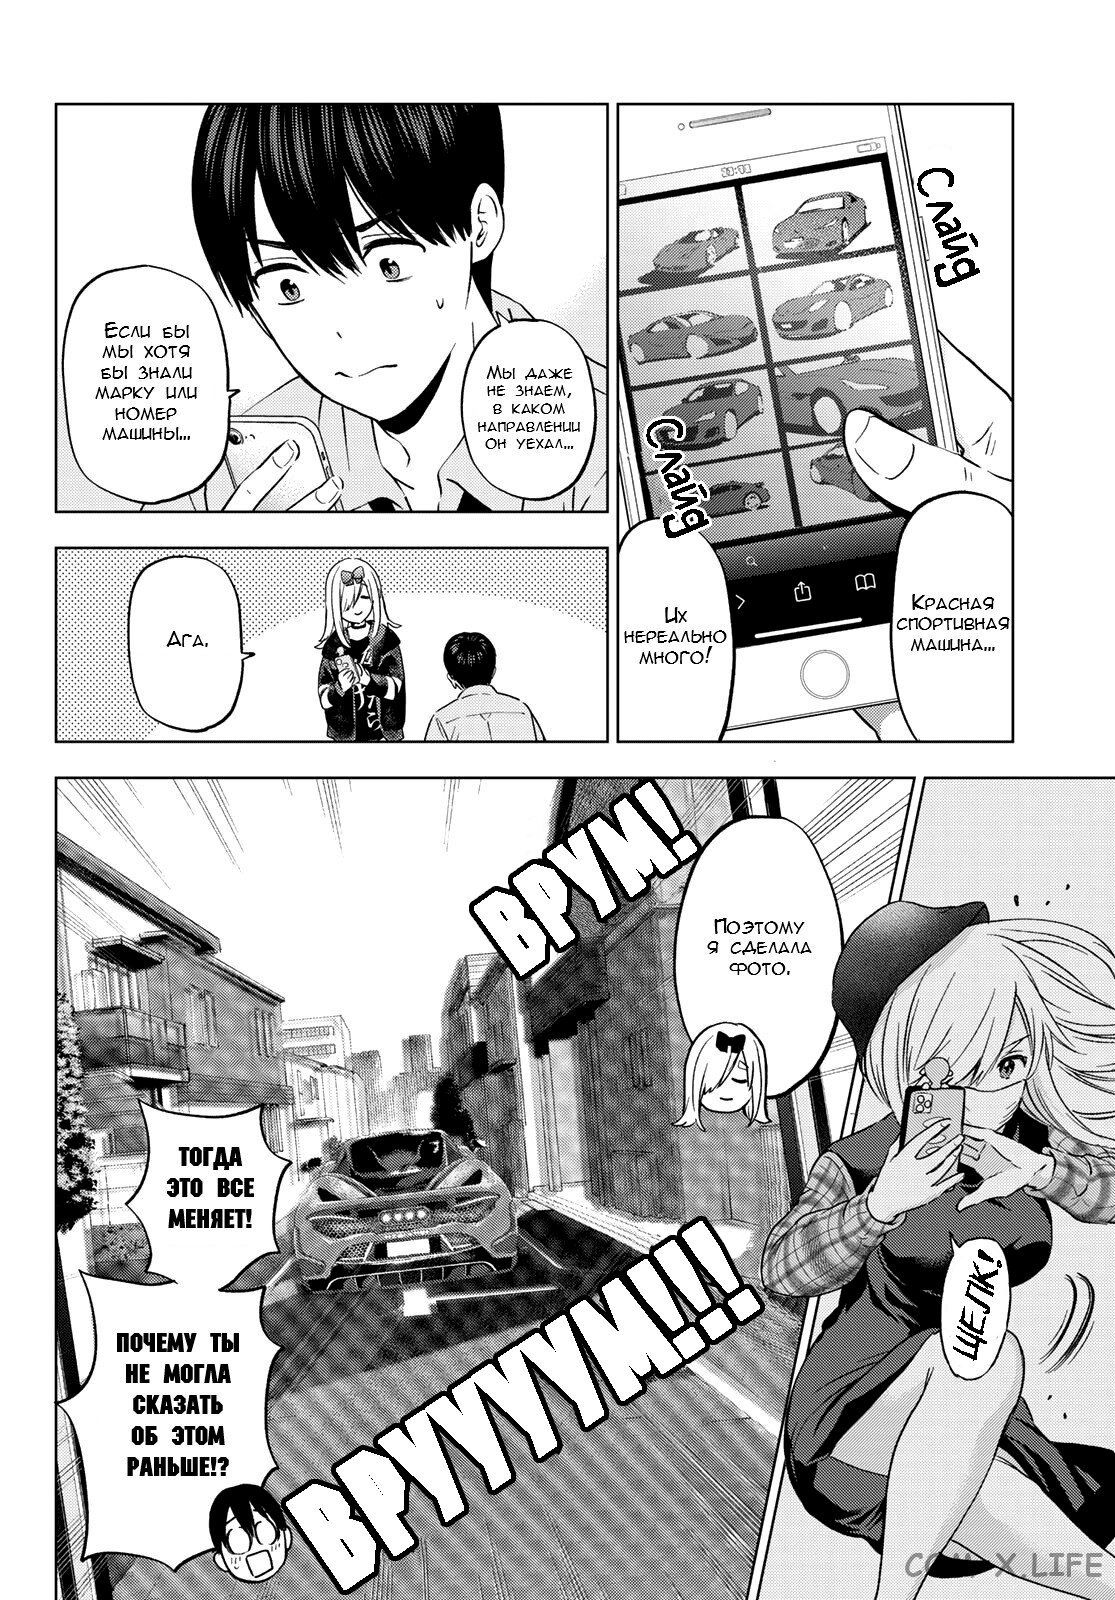 Слайд
Слайд
Красная
спортивная
машина...
Их
нереально
много!
Мы даже
не знаем,
в каком
направлении
он уехал...
Если бы
мы хотя
бы знали
марку или
номер
машины...
Ага.
Щелк!
Поэтому
я сделала
фото.
ВРУМ!
ВРУУУУМ!!!
ТОГДА
ЭТО ВСЕ
МЕНЯЕТ!
ПОЧЕМУ ТЫ
НЕ МОГЛА
СКАЗАТЬ
ОБ ЭТОМ
РАНЬШЕ!?
COM-X.LIFE